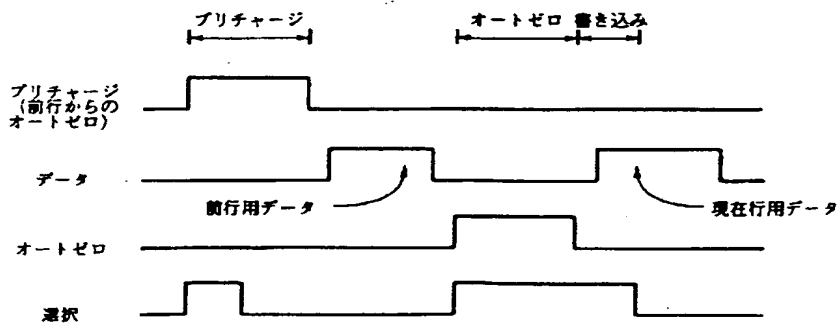 プリチャージ
オートゼロ 書き込み
プリチャージ
(前行からの
オートゼロ)
データ
前行用データ
現在行用データ
オートゼロ
選択